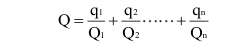 Q = q₁/Q₁ + q₂/Q₂ ⋯⋯ + qₙ/Qₙ